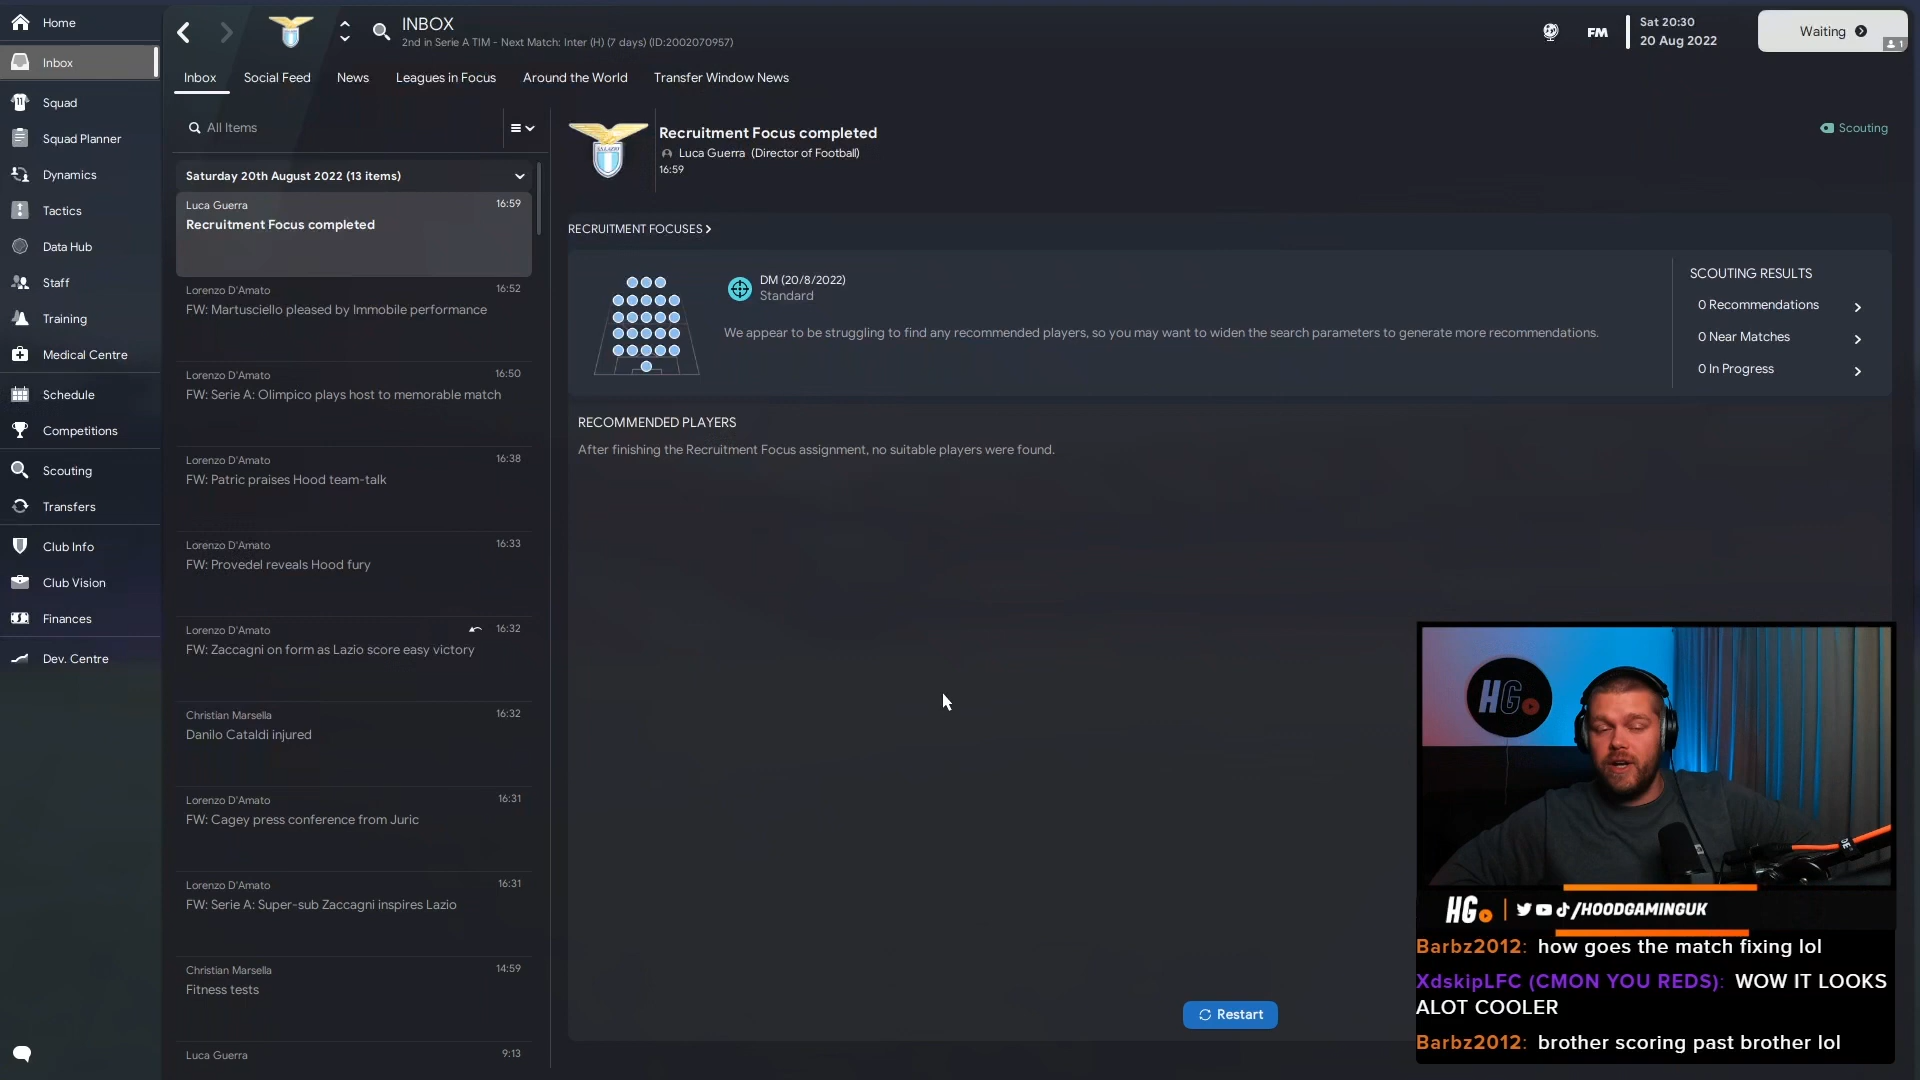 Home
Inbox
Squad
Squad Planner
Dynamics
Tactics
Data Hub
Staff
Training
Medical Centre
Schedule
Competitions
Scouting
Transfers
Club Info
Club Vision
Finances
Dev. Centre
INBOX
2nd in Serie A TIM - Next Match: Inter (H) (7 days) (ID:2002070957)
FM
Sat 20:30
20 Aug 2022
Waiting
1
Inbox Social Feed News Leagues in Focus Around the World Transfer Window News
All Items
Saturday 20th August 2022 (13 items)
Luca Guerra 16:59
Recruitment Focus completed
Lorenzo D'Amato 16:52
FW: Martusciello pleased by Immobile performance
Lorenzo D'Amato 16:50
FW: Serie A: Olimpico plays host to memorable match
Lorenzo D'Amato 16:38
FW: Patric praises Hood team-talk
Lorenzo D'Amato 16:33
FW: Provedel reveals Hood fury
Lorenzo D'Amato 16:32
FW: Zaccagni on form as Lazio score easy victory
Christian Marsella 16:32
Danilo Cataldi injured
Lorenzo D'Amato 16:31
FW: Cagey press conference from Juric
Lorenzo D'Amato 16:31
FW: Serie A: Super-sub Zaccagni inspires Lazio
Christian Marsella 14:59
Fitness tests
Luca Guerra 9:13
Recruitment Focus completed
Luca Guerra (Director of Football)
16:59
Scouting
RECRUITMENT FOCUSES
DM (20/8/2022)
Standard
We appear to be struggling to find any recommended players, so you may want to widen the search parameters to generate more recommendations.
SCOUTING RESULTS
0 Recommendations
0 Near Matches
0 In Progress
RECOMMENDED PLAYERS
After finishing the Recruitment Focus assignment, no suitable players were found.
Restart
HG
HG
/HOODGAMINGUK
Barbz2012: how goes the match fixing lol
XdskipLFC (CMON YOU REDS): WOW IT LOOKS
ALOT COOLER
Barbz2012: brother scoring past brother lol